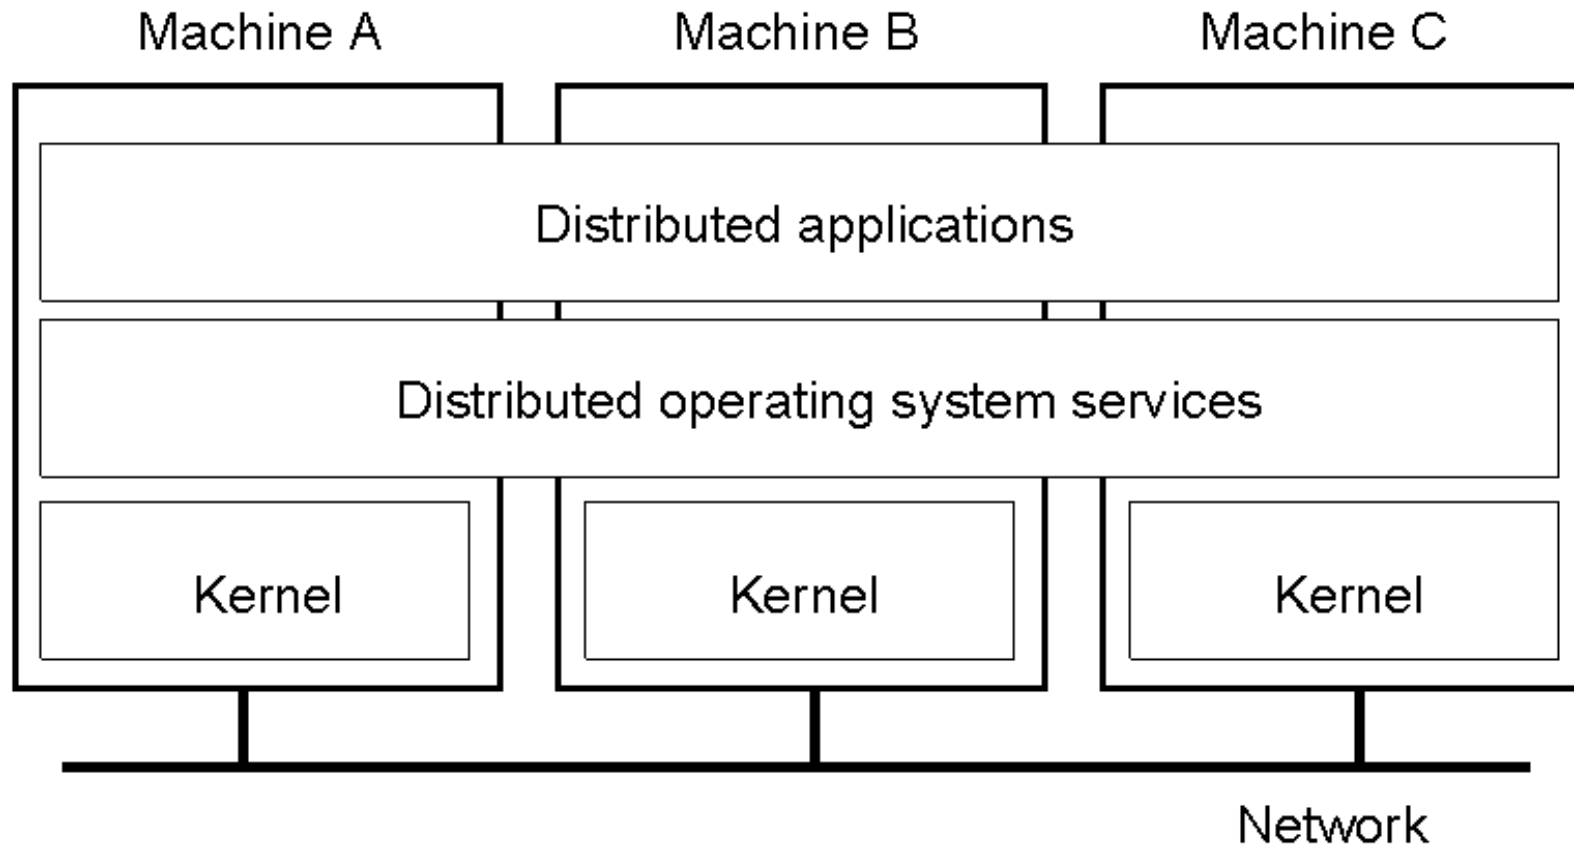 Machine A
Machine B
Machine C
Distributed applications
Distributed operating system services
Kernel
Kernel
Kernel
Network